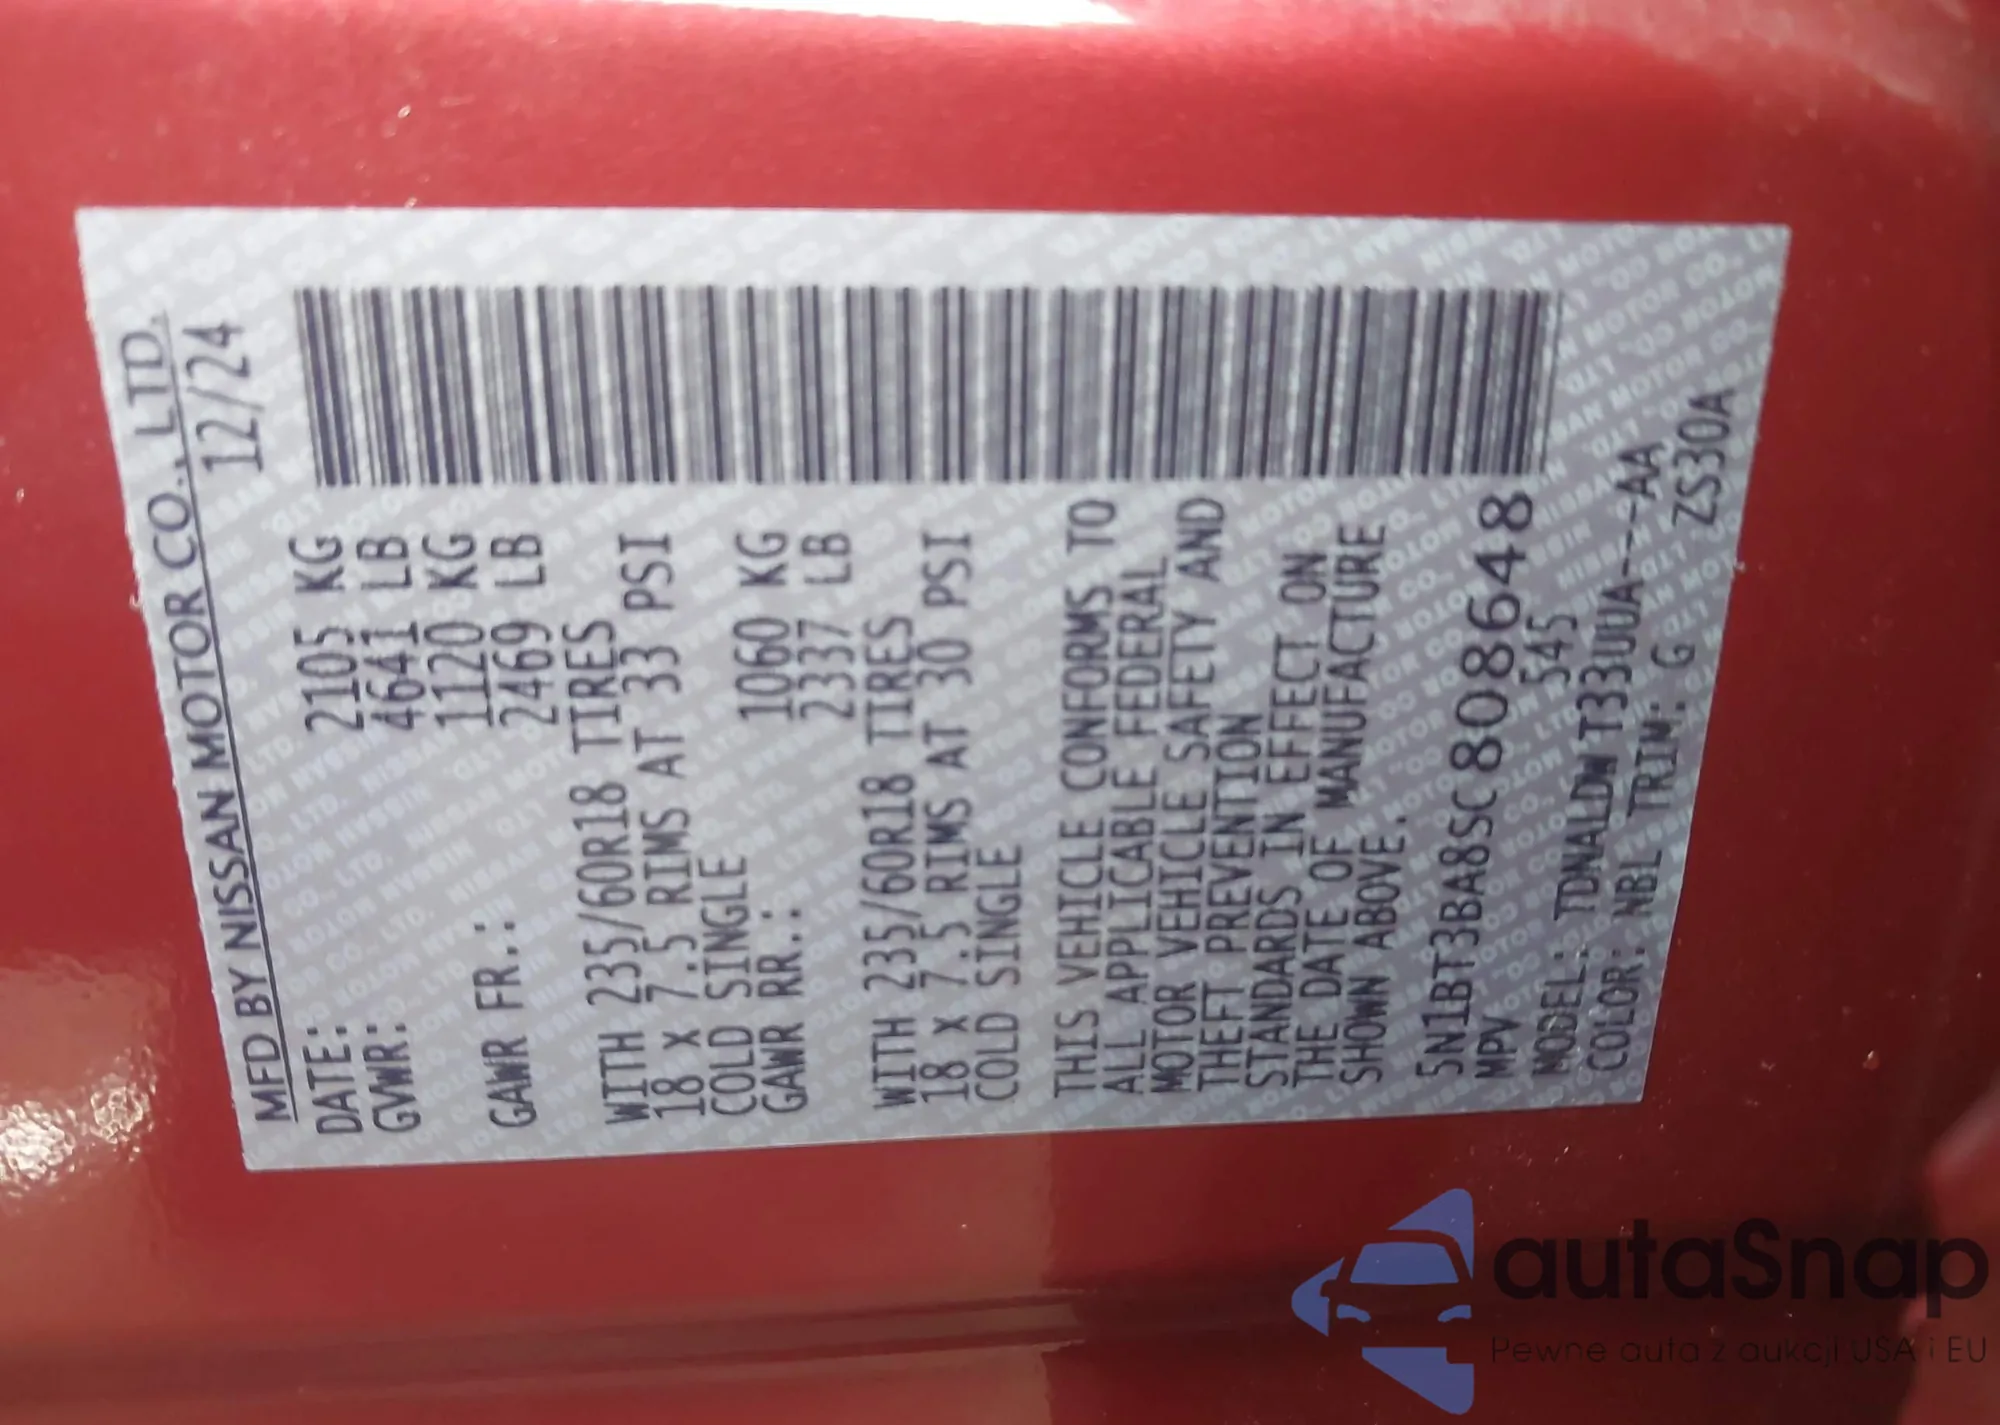 MFD BY NISSAN MOTOR CO., LTD.
DATE: 12/24
GVWR: 2105 KG
4641 LB
1120 KG
GAWR FR.: 2469 LB
WITH 235/60R18 TIRES
18 X 7.5 RIMS AT 33 PSI
COLD SINGLE
GAWR RR.: 1060 KG
2337 LB
WITH 235/60R18 TIRES
18 X 7.5 RIMS AT 30 PSI
COLD SINGLE
THIS VEHICLE CONFORMS TO
ALL APPLICABLE FEDERAL
MOTOR VEHICLE SAFETY AND
THEFT PREVENTION
STANDARDS IN EFFECT ON
THE DATE OF MANUFACTURE
SHOWN ABOVE.
5N1BT3BA8SC808648
MPV 545
MODEL: TDNALDW T33UUA---AA
COLOR: NBL TRIM: G ZS30A
autaSnap
Pewne auta z aukcji USA i EU